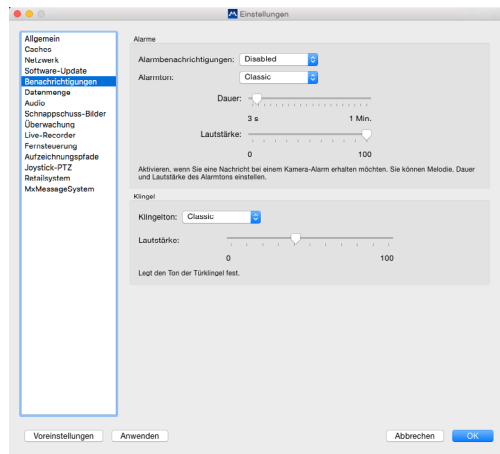 Einstellungen
Allgemein
Caches
Netzwerk
Software-Update
Benachrichtigungen
Datenmenge
Audio
Schnappschuss-Bilder
Überwachung
Live-Recorder
Fernsteuerung
Aufzeichnungspfade
Joystick-PTZ
Retailsystem
MxMessageSystem
Alarme
Alarmbenachrichtigungen: Disabled
Alarmton: Classic
Dauer:
3 s 1 Min.
Lautstärke:
0 100
Aktivieren, wenn Sie eine Nachricht bei einem Kamera-Alarm erhalten möchten. Sie können Melodie, Dauer
und Lautstärke des Alarmtons einstellen.
Klingel
Klingelton: Classic
Lautstärke:
0 100
Legt den Ton der Türklingel fest.
Voreinstellungen Anwenden Abbrechen OK